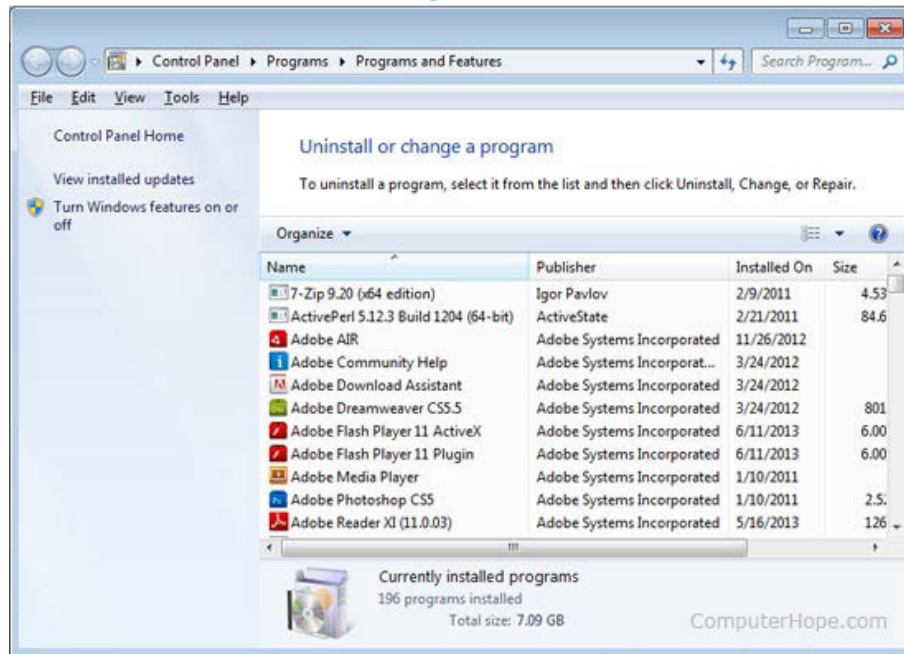 Control Panel ▸ Programs ▸ Programs and Features Search Program...
File Edit View Tools Help
Control Panel Home
View installed updates
Turn Windows features on or
off
Uninstall or change a program
To uninstall a program, select it from the list and then click Uninstall, Change, or Repair.
Organize
Name Publisher Installed On Size
7-Zip 9.20 (x64 edition) Igor Pavlov 2/9/2011 4.53
ActivePerl 5.12.3 Build 1204 (64-bit) ActiveState 2/21/2011 84.6
Adobe AIR Adobe Systems Incorporated 11/26/2012
Adobe Community Help Adobe Systems Incorporat... 3/24/2012
Adobe Download Assistant Adobe Systems Incorporated 3/24/2012
Adobe Dreamweaver CS5.5 Adobe Systems Incorporated 3/24/2012 801
Adobe Flash Player 11 ActiveX Adobe Systems Incorporated 6/11/2013 6.00
Adobe Flash Player 11 Plugin Adobe Systems Incorporated 6/11/2013 6.00
Adobe Media Player Adobe Systems Incorporated 1/10/2011
Adobe Photoshop CS5 Adobe Systems Incorporated 1/10/2011
Adobe Reader XI (11.0.03) Adobe Systems Incorporated 5/16/2013 126
Currently installed programs
196 programs installed
Total size: 7.09 GB
ComputerHope.com